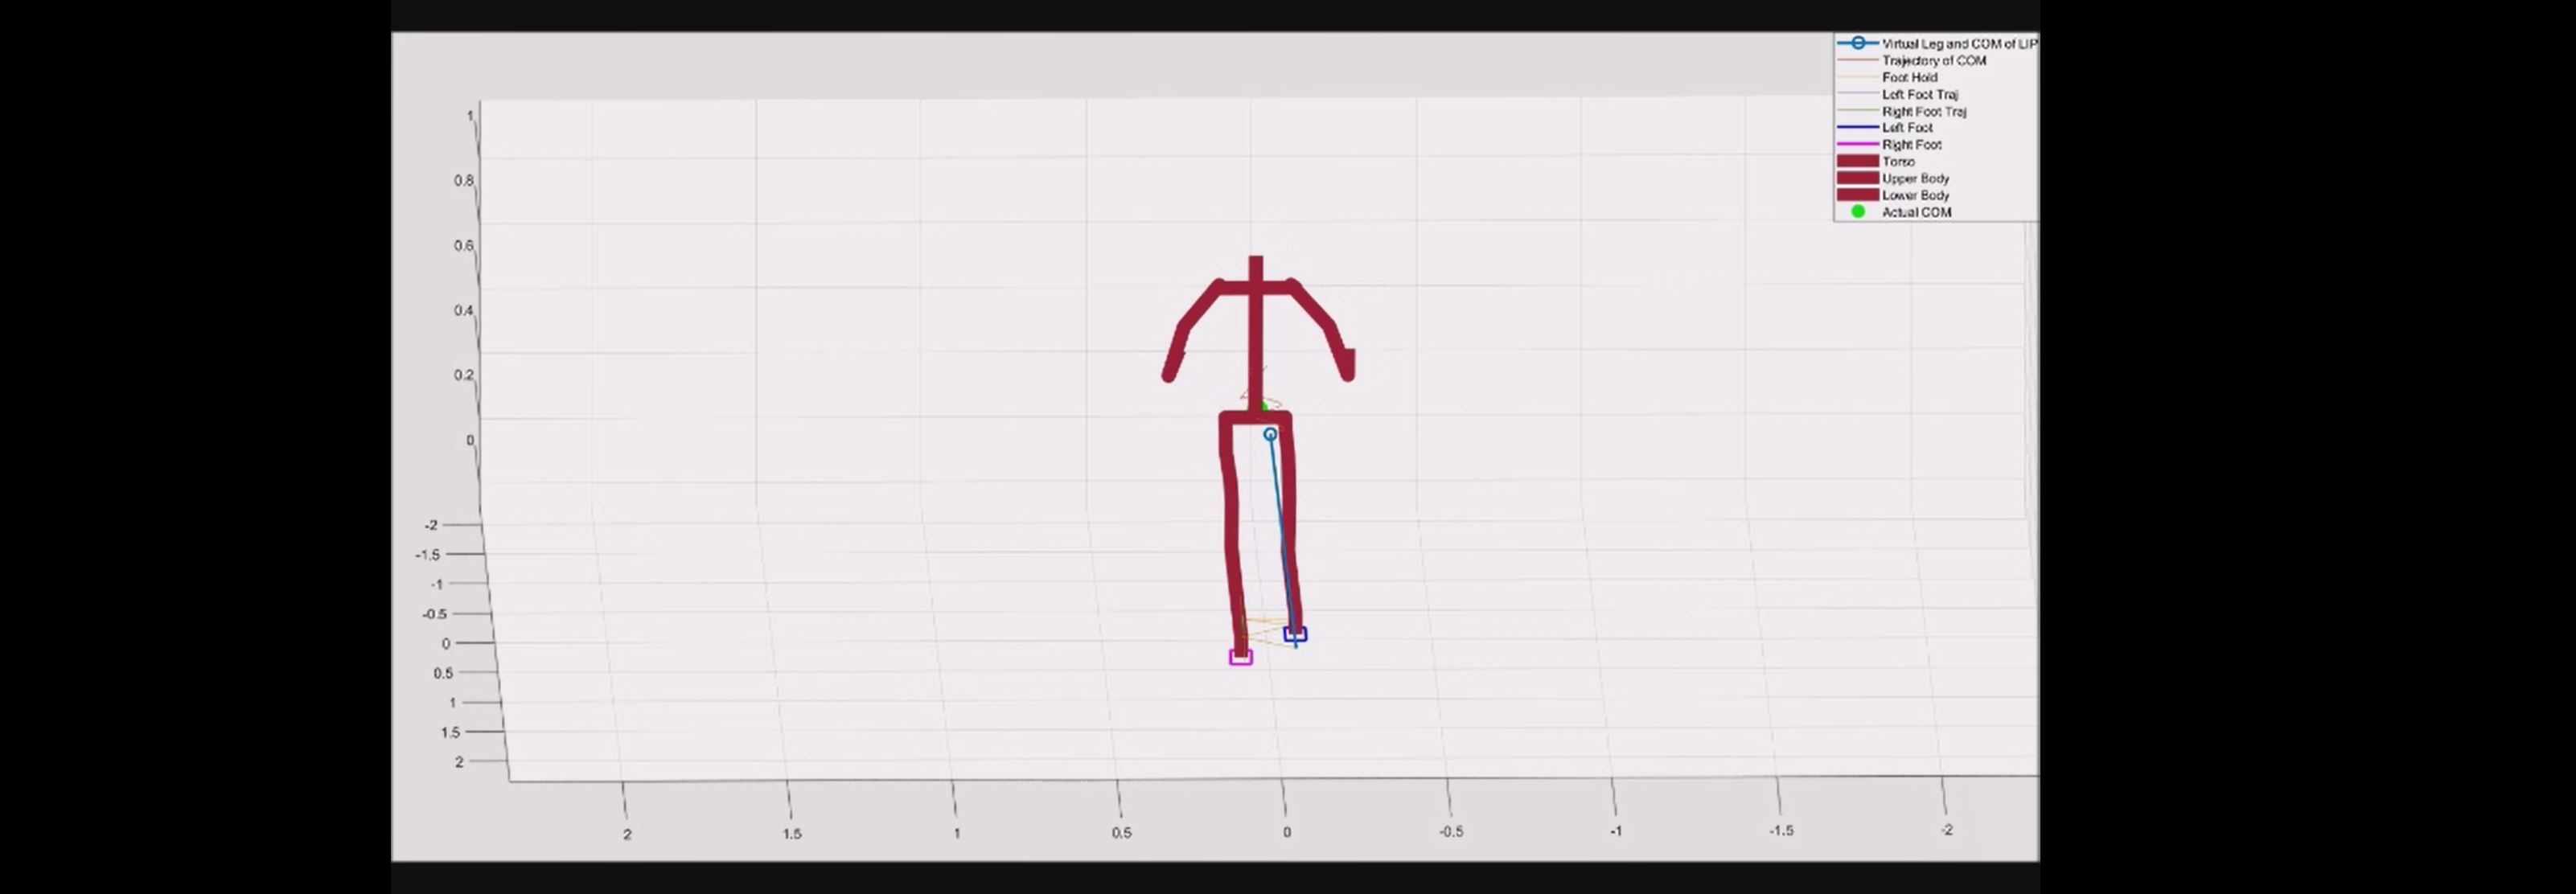 Virtual Leg and COM of LIP
Trajectory of COM
Foot Hold
Left Foot Traj
Right Foot Traj
Left Foot
Right Foot
Torso
Upper Body
Lower Body
Actual COM
1
0.8
0.6
0.4
0.2
0
-2
-1.5
-1
-0.5
0
0.5
1
1.5
2
2 1.5 1 0.5 0 -0.5 -1 -1.5 -2